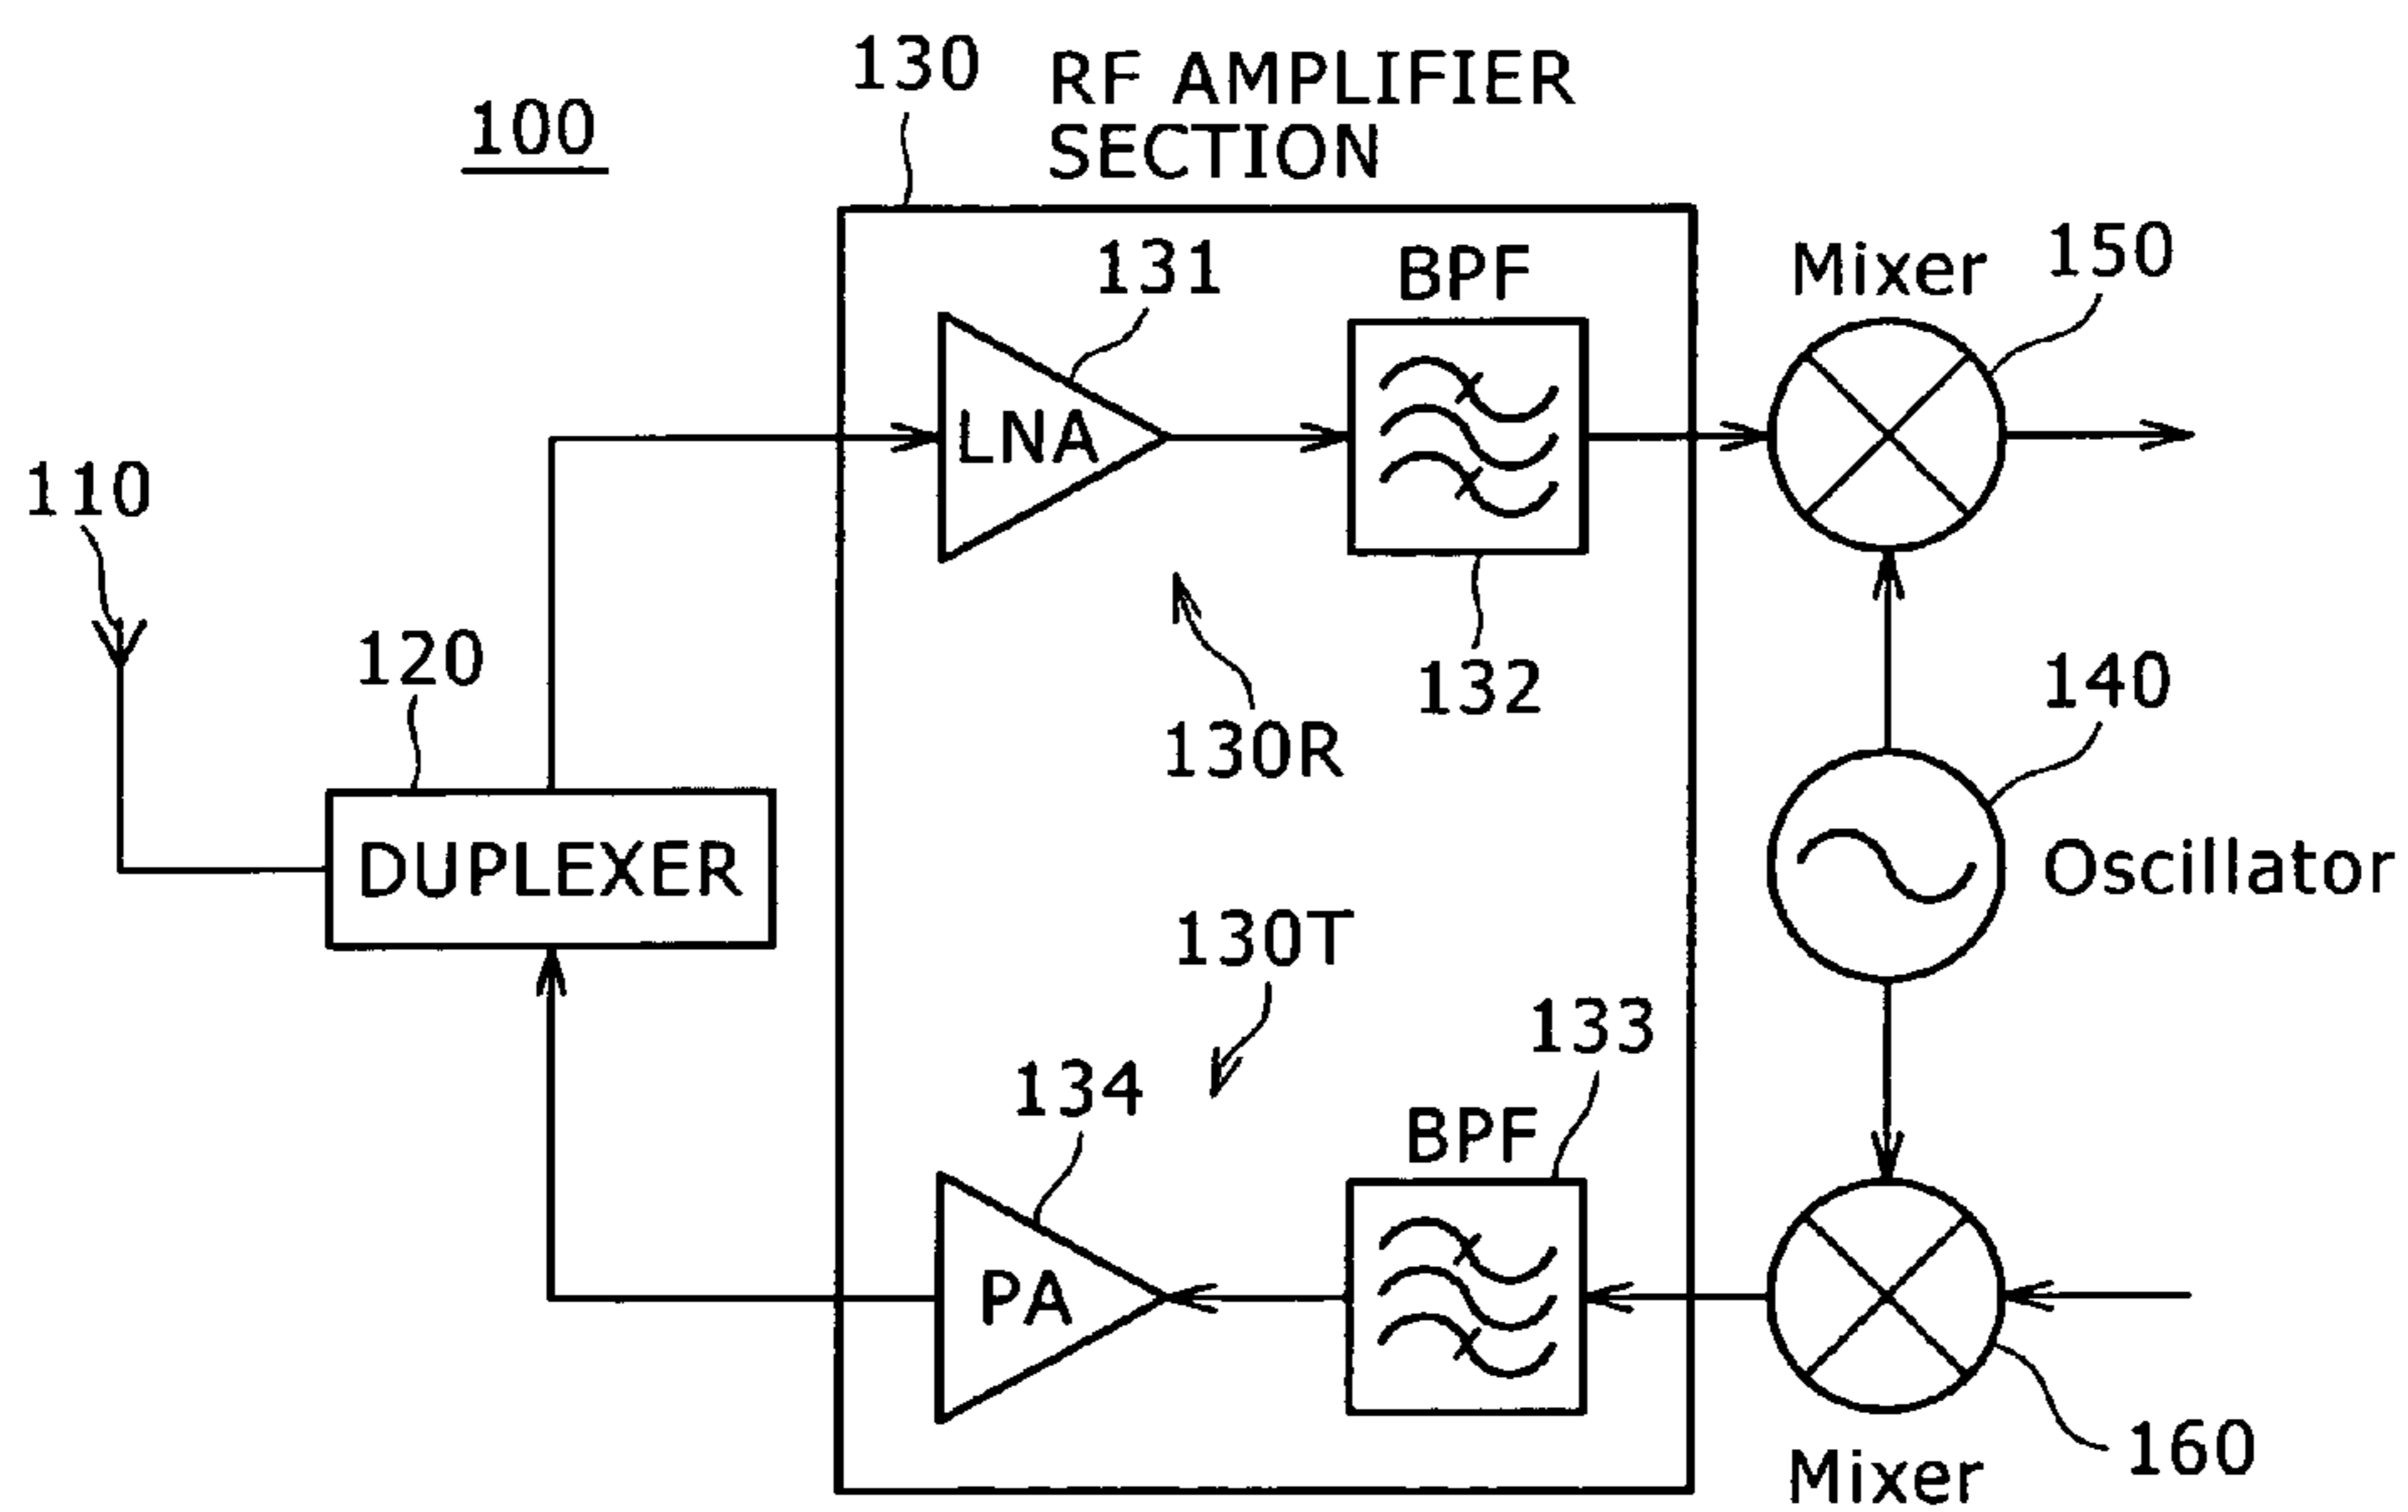 130
RF AMPLIFIER
SECTION
100
131
BPF
Mixer
150
LNA
110
120
132
130R
140
DUPLEXER
Oscillator
130T
133
134
BPF
PA
160
Mixer